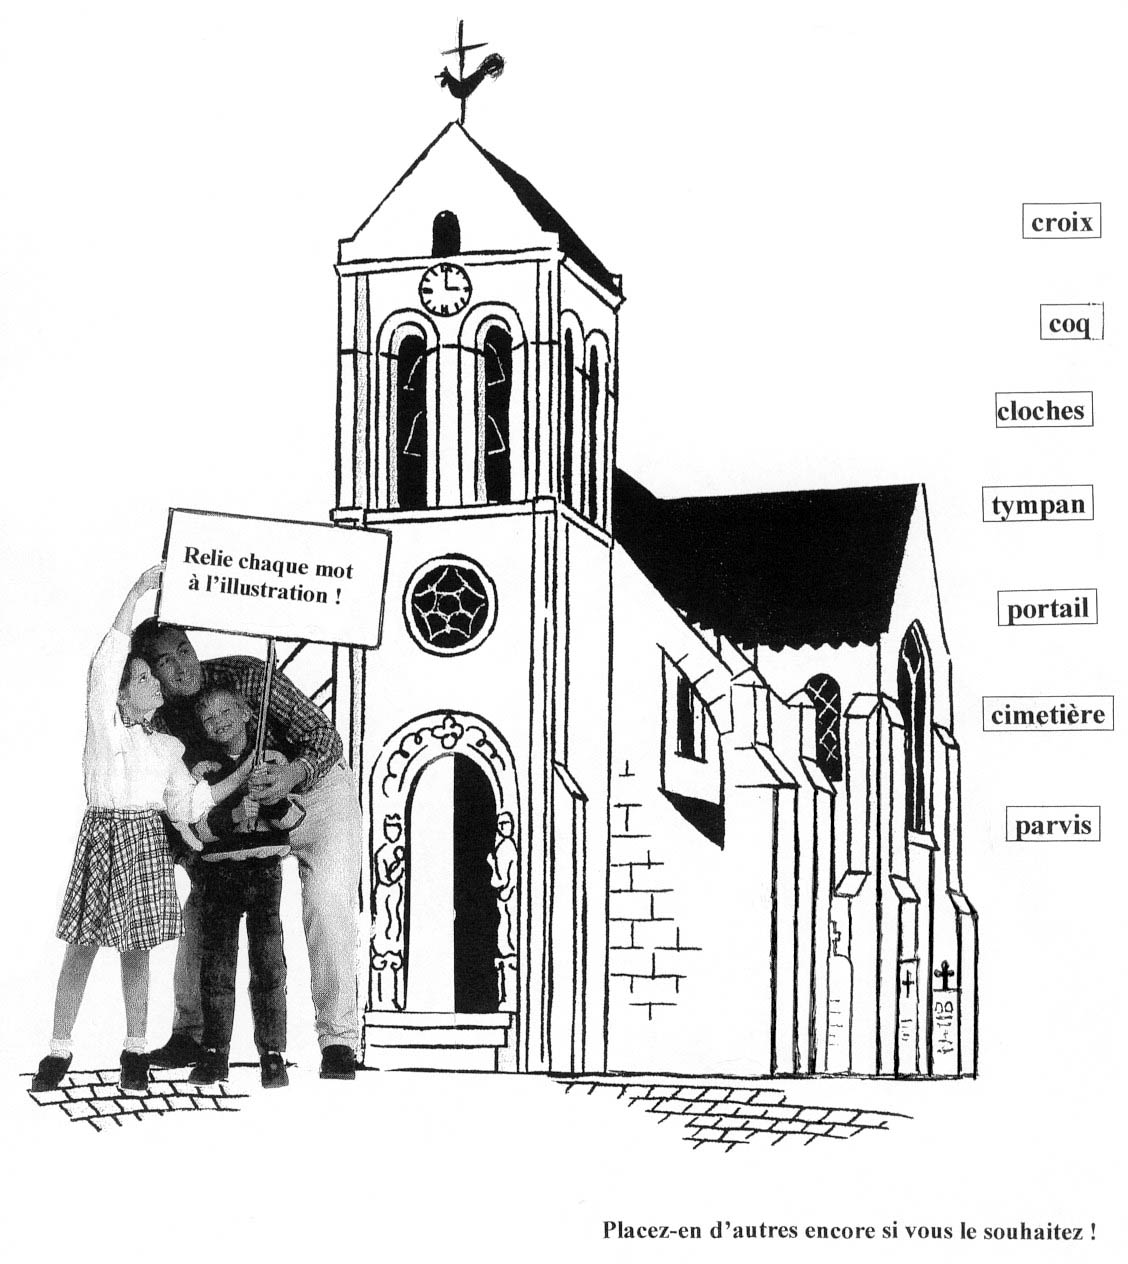 croix
coq
cloches
tympan
Relie chaque mot
à l'illustration !
portail
cimetière
parvis
Placez-en d'autres encore si vous le souhaitez !